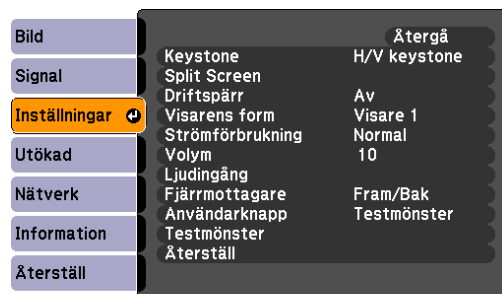 Bild
Signal
Inställningar
Utökad
Nätverk
Information
Återställ
Återgå
Keystone H/V keystone
Split Screen
Driftspärr Av
Visarens form Visare 1
Strömförbrukning Normal
Volym 10
Ljudingång
Fjärrmottagare Fram/Bak
Användarknapp Testmönster
Testmönster
Återställ